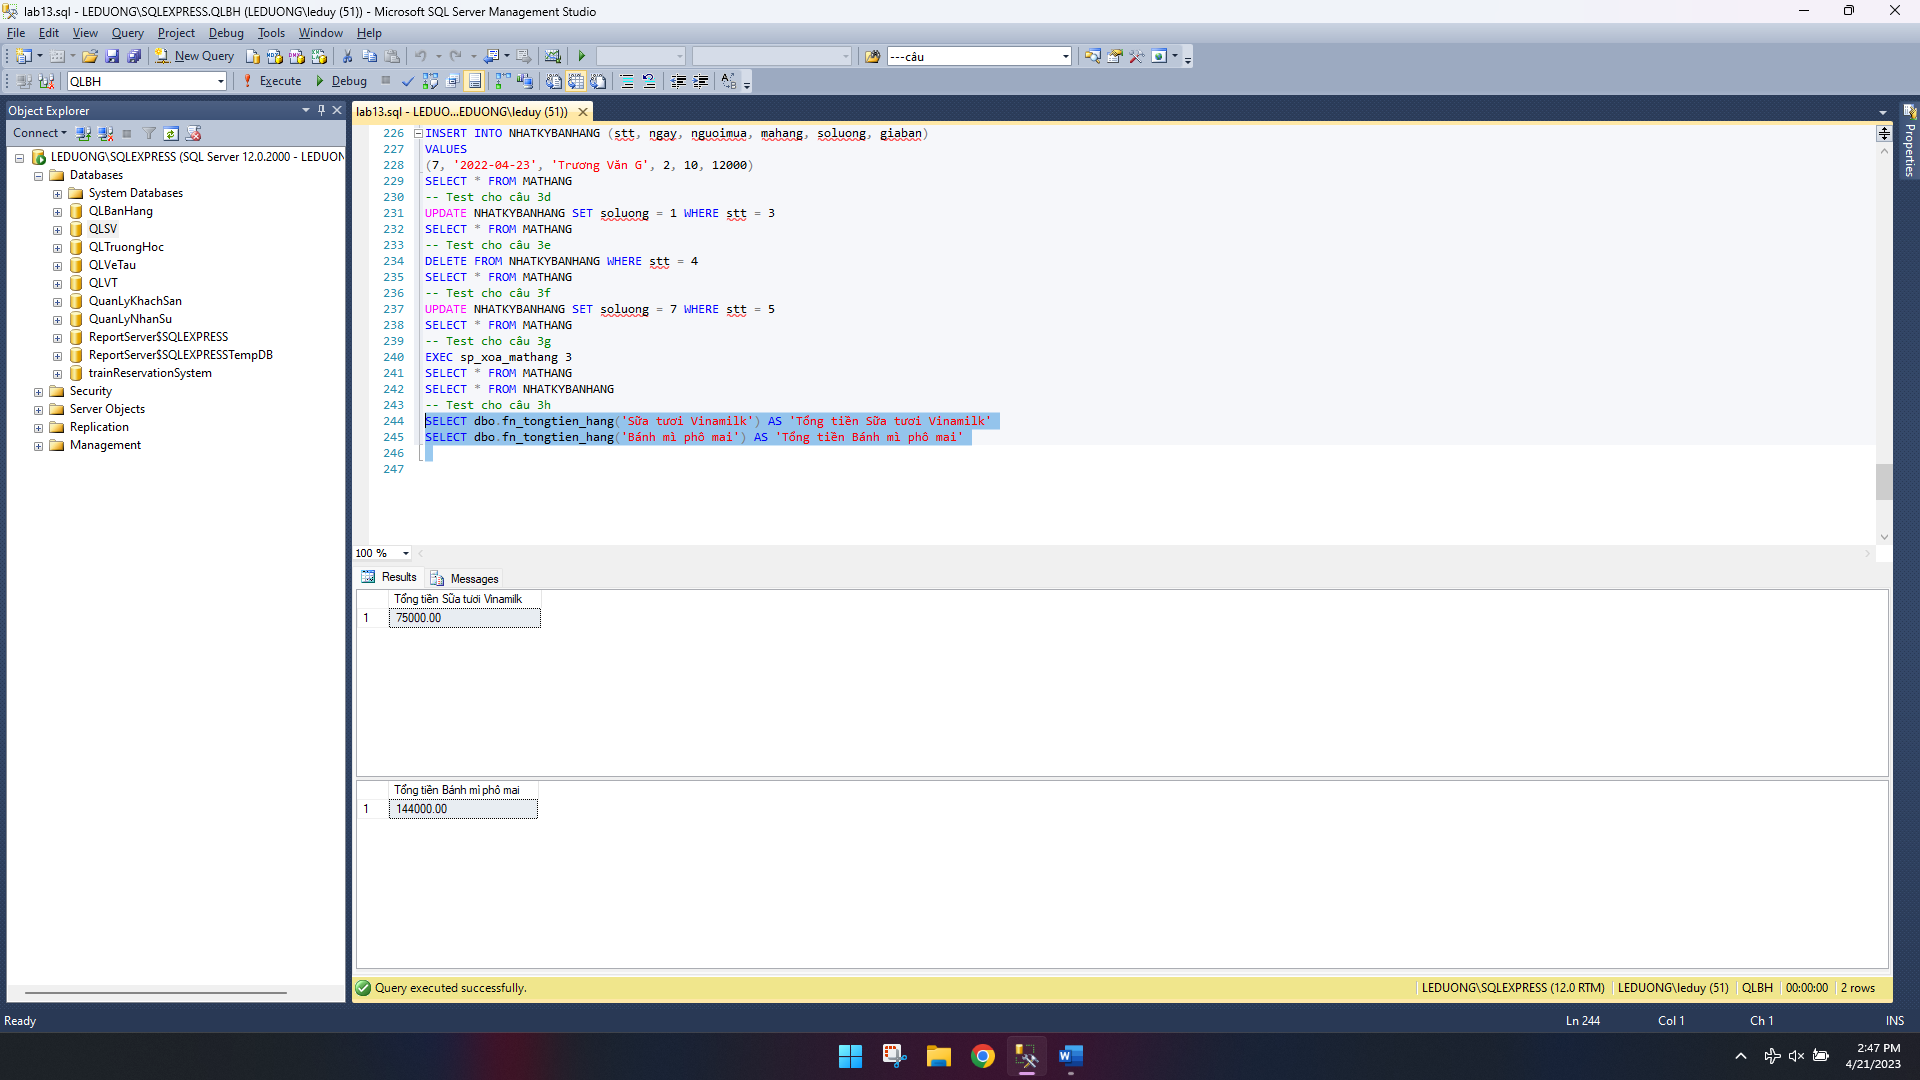 lab13.sql - LEDUONG\SQLEXPRESS.QLBH (LEDUONG\leduy (51)) - Microsoft SQL Server Management Studio
File Edit View Query Project Debug Tools Window Help
New Query
---câu
QLBH
Execute
Debug
Object Explorer
Connect
LEDUONG\SQLEXPRESS (SQL Server 12.0.2000 - LEDUON
Databases
System Databases
QLBanHang
QLSV
QLTruongHoc
QLVeTau
QLVT
QuanLyKhachSan
QuanLyNhanSu
ReportServer$SQLEXPRESS
ReportServer$SQLEXPRESSTempDB
trainReservationSystem
Security
Server Objects
Replication
Management
lab13.sql - LEDUO...EDUONG\leduy (51))
226 INSERT INTO NHATKYBANHANG (stt, ngay, nguoimua, mahang, soluong, giaban)
227 VALUES
228 (7, '2022-04-23', 'Trương Văn G', 2, 10, 12000)
229 SELECT * FROM MATHANG
230 -- Test cho câu 3d
231 UPDATE NHATKYBANHANG SET soluong = 1 WHERE stt = 3
232 SELECT * FROM MATHANG
233 -- Test cho câu 3e
234 DELETE FROM NHATKYBANHANG WHERE stt = 4
235 SELECT * FROM MATHANG
236 -- Test cho câu 3f
237 UPDATE NHATKYBANHANG SET soluong = 7 WHERE stt = 5
238 SELECT * FROM MATHANG
239 -- Test cho câu 3g
240 EXEC sp_xoa_mathang 3
241 SELECT * FROM MATHANG
242 SELECT * FROM NHATKYBANHANG
243 -- Test cho câu 3h
244 SELECT dbo.fn_tongtien_hang('Sữa tươi Vinamilk') AS 'Tổng tiền Sữa tươi Vinamilk'
245 SELECT dbo.fn_tongtien_hang('Bánh mì phô mai') AS 'Tổng tiền Bánh mì phô mai'
246
247
100 %
Results Messages
Tổng tiền Sữa tươi Vinamilk
1 75000.00
Tổng tiền Bánh mì phô mai
1 144000.00
Query executed successfully.
LEDUONG\SQLEXPRESS (12.0 RTM) LEDUONG\leduy (51) QLBH 00:00:00 2 rows
Properties
Ready
Ln 244 Col 1 Ch 1 INS
2:47 PM
4/21/2023